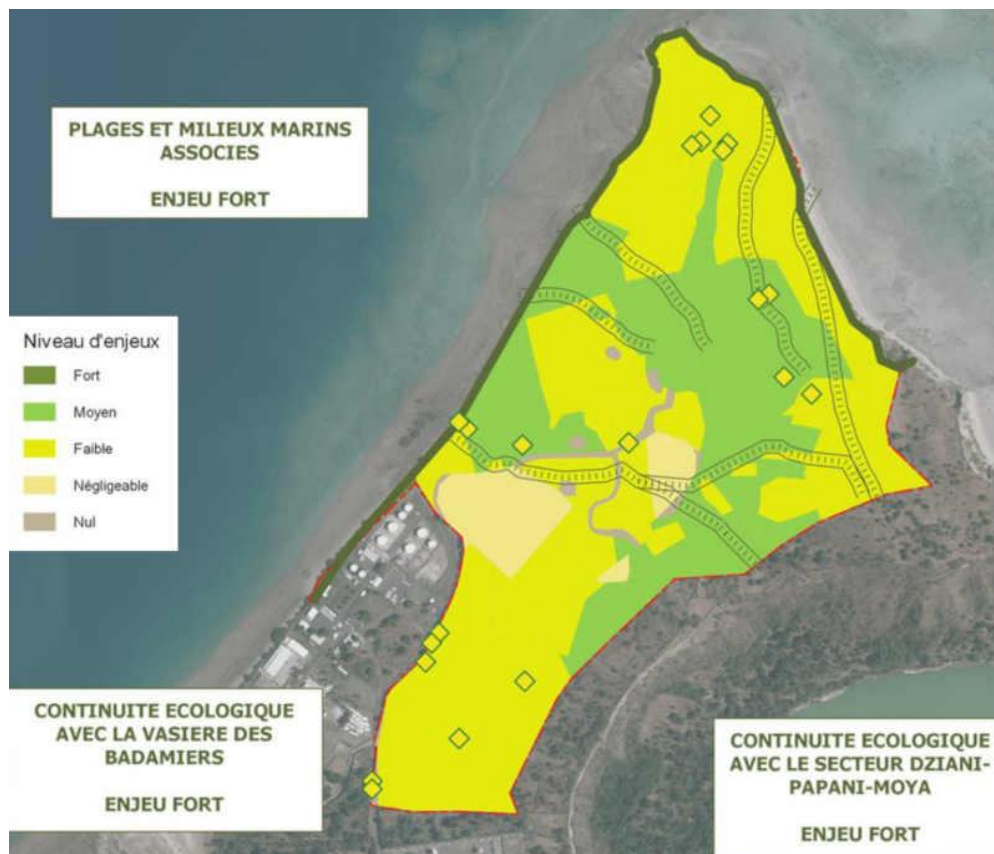 PLAGES ET MILIEUX MARINS
ASSOCIES
ENJEU FORT
Niveau d'enjeux
Fort
Moyen
Faible
Négligeable
Nul
CONTINUITE ECOLOGIQUE
AVEC LA VASIERE DES
BADAMIERS
ENJEU FORT
CONTINUITE ECOLOGIQUE
AVEC LE SECTEUR DZIANI-
PAPANI-MOYA
ENJEU FORT